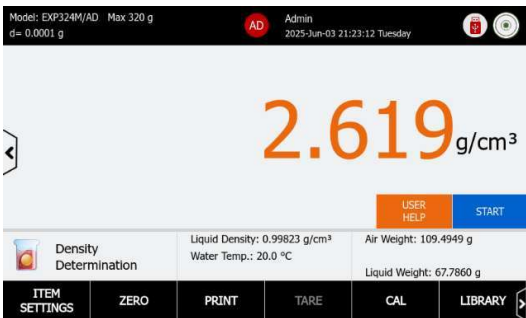 Model: EXP324M/AD Max 320 g
d= 0.0001 g
AD
Admin
2025-Jun-03 21:23:12 Tuesday
2.619 g/cm³
USER HELP
START
Density Determination
Liquid Density: 0.99823 g/cm³
Water Temp.: 20.0 °C
Air Weight: 109.4949 g
Liquid Weight: 67.7860 g
ITEM SETTINGS
ZERO
PRINT
TARE
CAL
LIBRARY